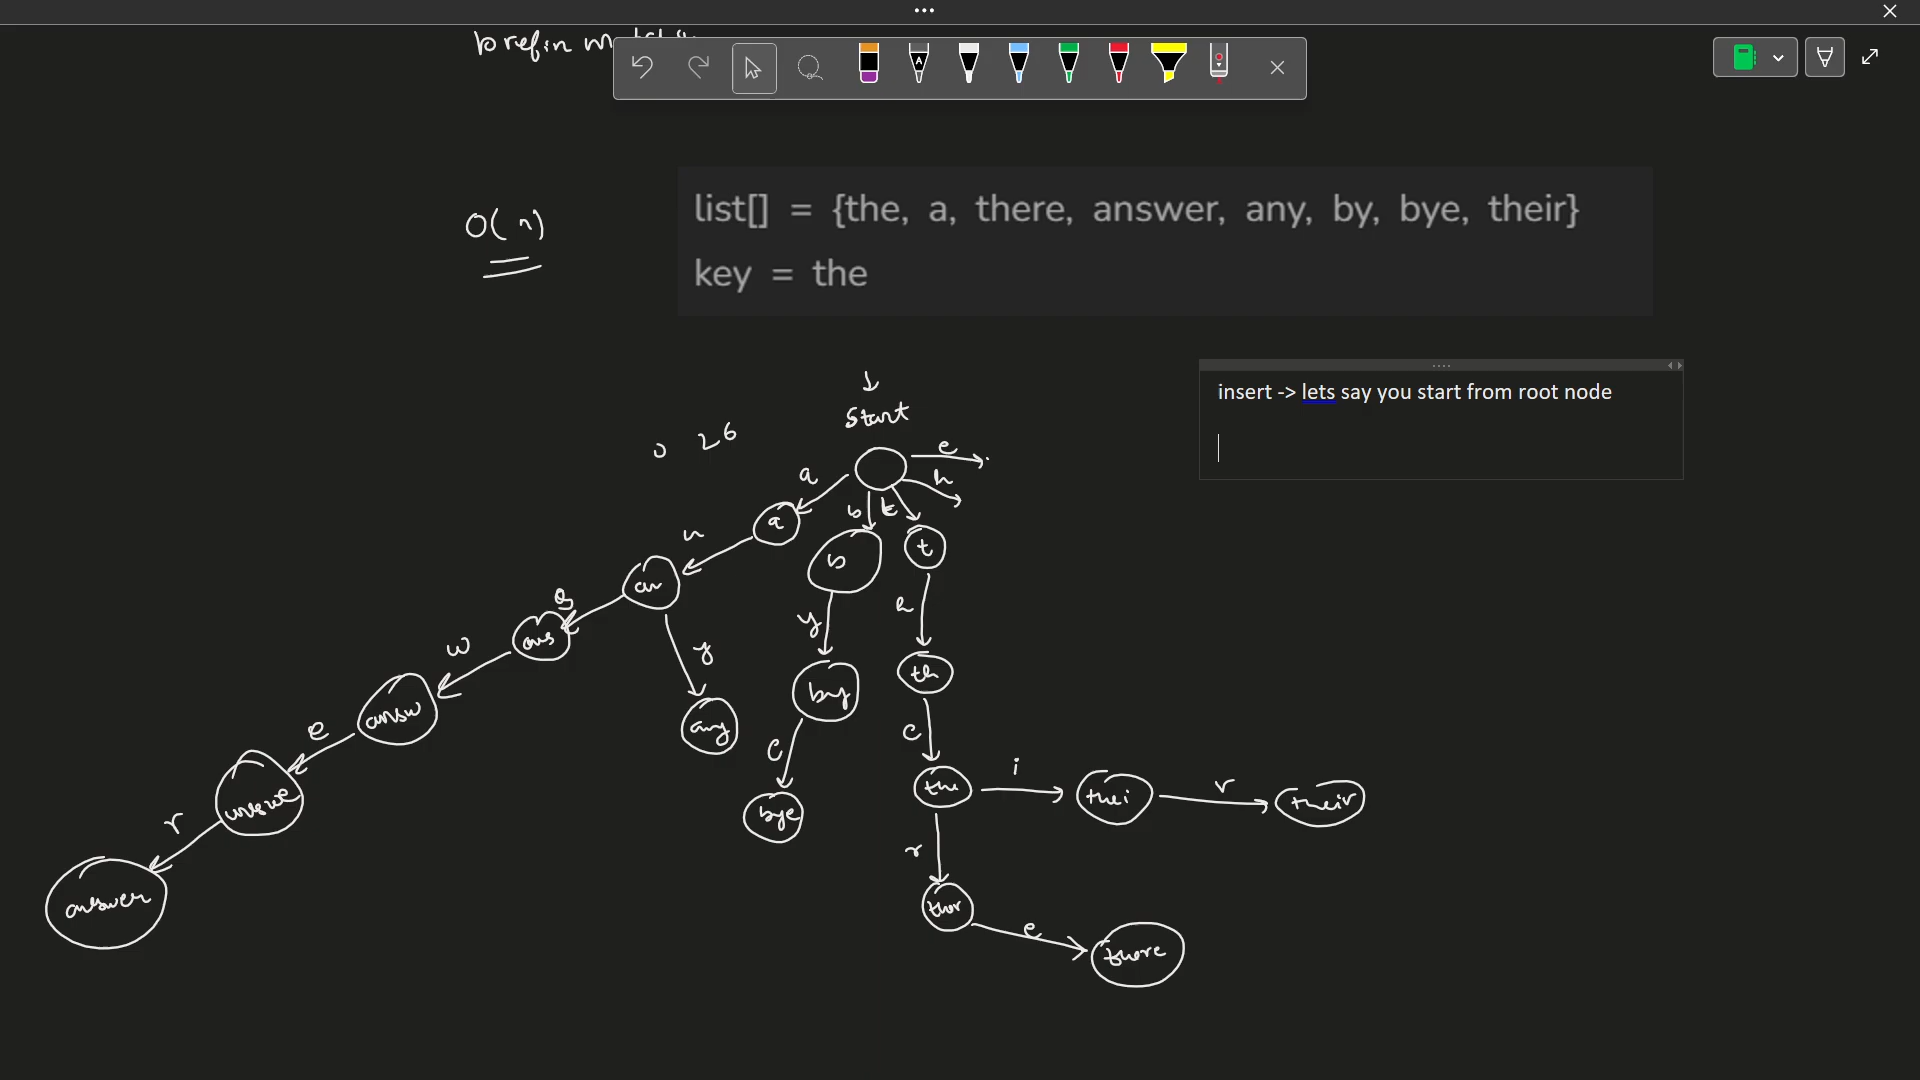 prefix
O(n)
list[] = {the, a, there, answer, any, by, bye, their}
key = the
insert -> lets say you start from root node
Start
0 26
e
a
h
b
t
a
n
b
t
an
s
y
h
ans
y
w
th
by
answ
any
e
e
e
i
r
the
thei
their
answe
bye
r
r
answer
ther
e
there